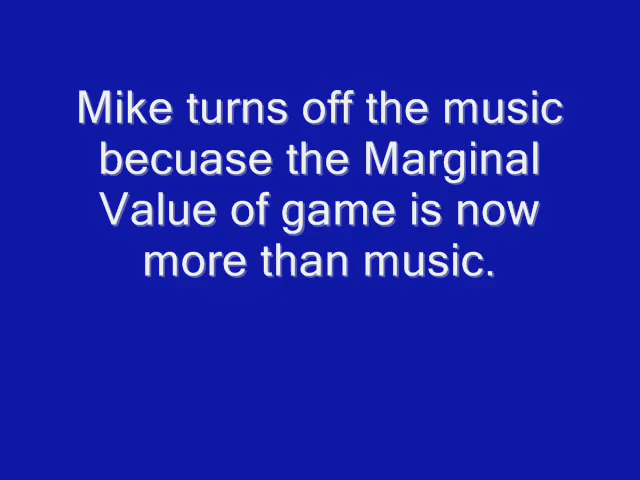 Mike turns off the music
becuase the Marginal
Value of game is now
more than music.